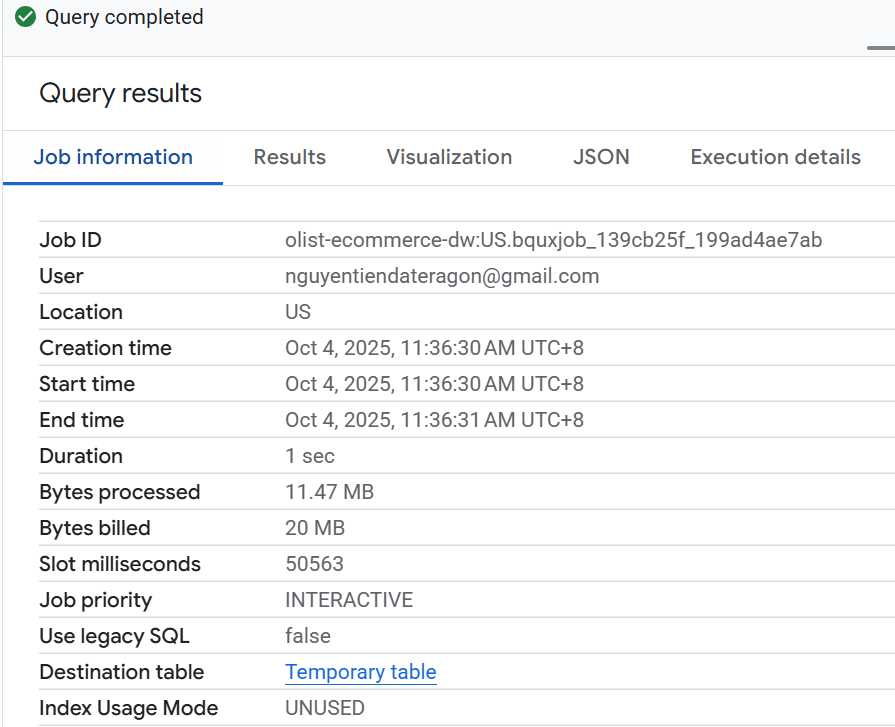 Query completed
Query results
Job information Results Visualization JSON Execution details
Job ID olist-ecommerce-dw:US.bquxjob_139cb25f_199ad4ae7ab
User nguyentiendateragon@gmail.com
Location US
Creation time Oct 4, 2025, 11:36:30 AM UTC+8
Start time Oct 4, 2025, 11:36:30 AM UTC+8
End time Oct 4, 2025, 11:36:31 AM UTC+8
Duration 1 sec
Bytes processed 11.47 MB
Bytes billed 20 MB
Slot milliseconds 50563
Job priority INTERACTIVE
Use legacy SQL false
Destination table Temporary table
Index Usage Mode UNUSED